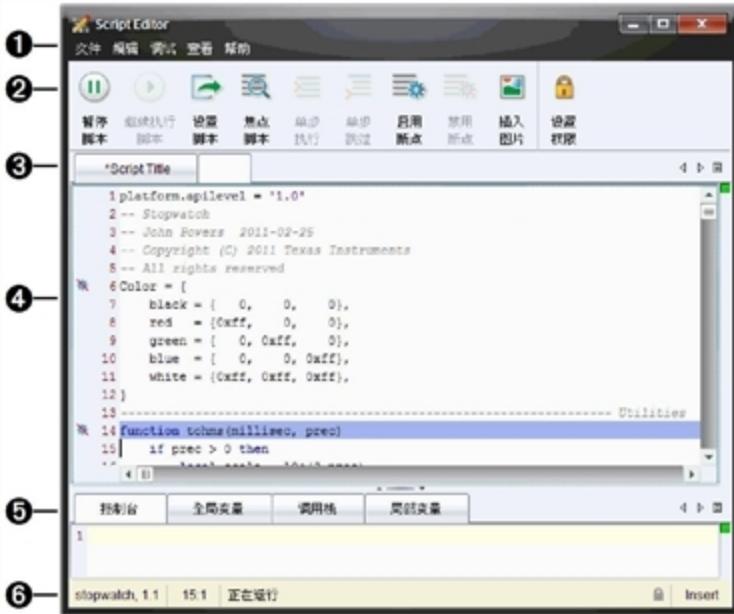 Script Editor
❶ 文件 编辑 调试 查看 帮助
❷
暂停脚本 继续执行脚本 设置脚本 焦点脚本 单步执行 单步跳过 启用断点 禁用断点 插入图片 设置权限
❸ *Script Title
1 platform.apilevel = '1.0'
2 -- Stopwatch
3 -- John Powers 2011-02-25
4 -- Copyright (C) 2011 Texas Instruments
5 -- All rights reserved
❹ 6 Color = {
7 black = { 0, 0, 0},
8 red = {0xff, 0, 0},
9 green = { 0, 0xff, 0},
10 blue = { 0, 0, 0xff},
11 white = {0xff, 0xff, 0xff},
12 }
13 ------------------------------------------------------------------ Utilities
14 function tohms(millisec, prec)
15 if prec > 0 then
❺ 控制台 全局变量 调用栈 局部变量
1
❻ stopwatch, 1.1 15:1 正在运行 Insert